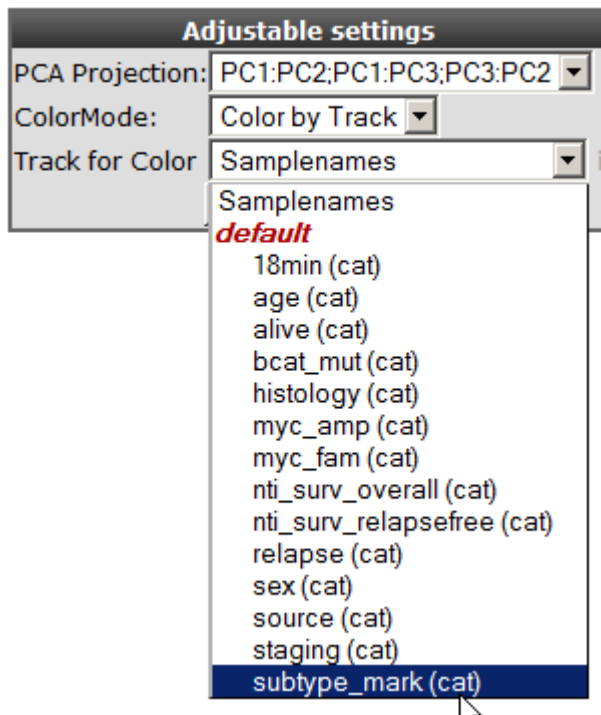 Adjustable settings
PCA Projection: PC1:PC2;PC1:PC3;PC3:PC2
ColorMode: Color by Track
Track for Color Samplenames
Samplenames
default
18min (cat)
age (cat)
alive (cat)
bcat_mut (cat)
histology (cat)
myc_amp (cat)
myc_fam (cat)
nti_surv_overall (cat)
nti_surv_relapsefree (cat)
relapse (cat)
sex (cat)
source (cat)
staging (cat)
subtype_mark (cat)